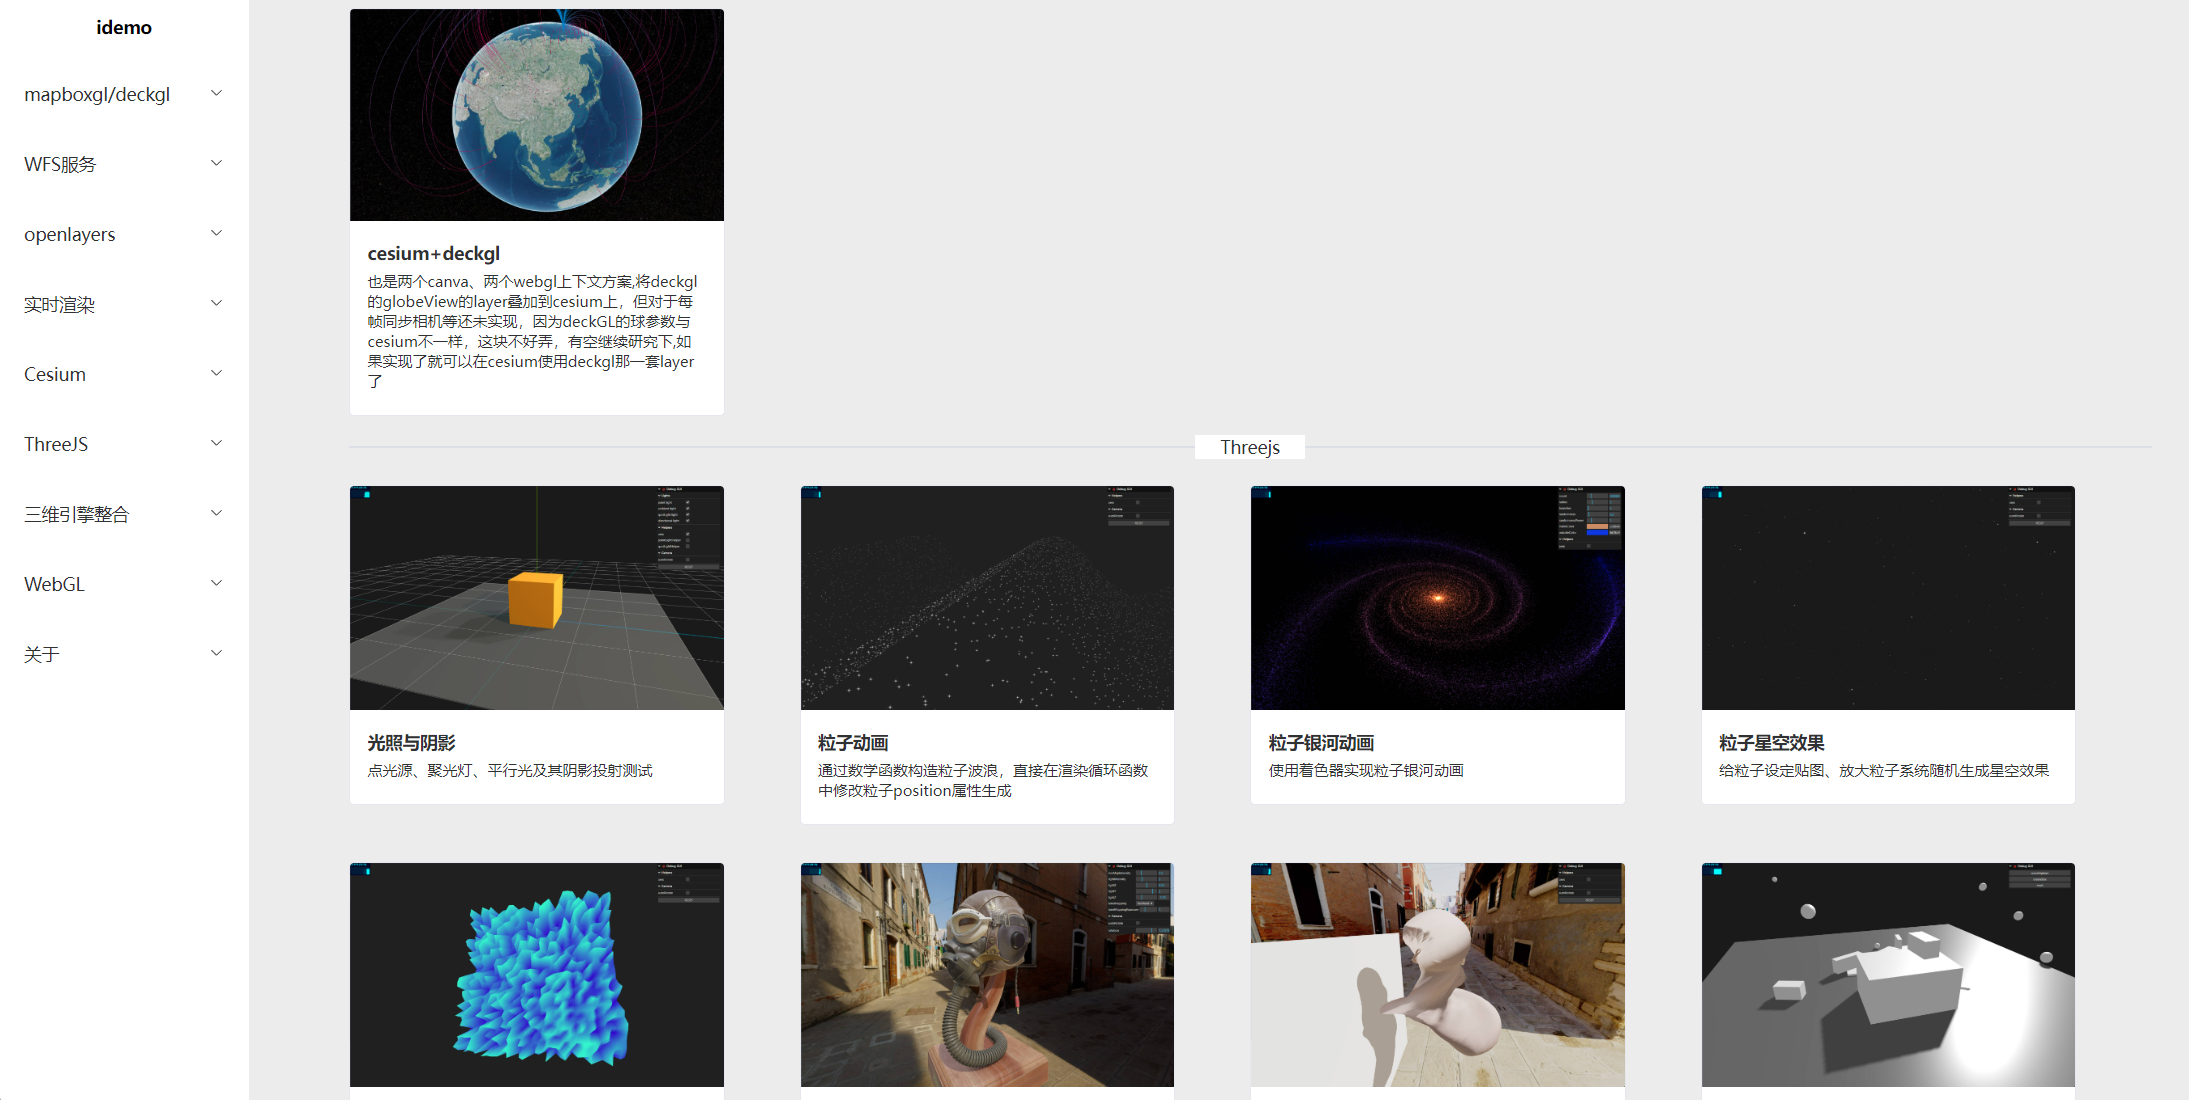 idemo
mapboxgl/deckgl
WFS服务
openlayers
实时渲染
Cesium
ThreeJS
三维引擎整合
WebGL
关于
cesium+deckgl
也是两个canva、两个webgl上下文方案,将deckgl
的globeView的layer叠加到cesium上，但对于每
帧同步相机等还未实现，因为deckGL的球参数与
cesium不一样，这块不好弄，有空继续研究下,如
果实现了就可以在cesium使用deckgl那一套layer
了
Threejs
光照与阴影
点光源、聚光灯、平行光及其阴影投射测试
粒子动画
通过数学函数构造粒子波浪，直接在渲染循环函数
中修改粒子position属性生成
粒子银河动画
使用着色器实现粒子银河动画
粒子星空效果
给粒子设定贴图、放大粒子系统随机生成星空效果